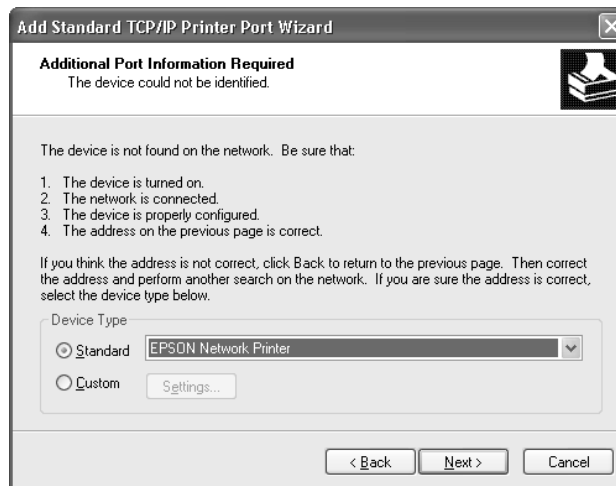 Add Standard TCP/IP Printer Port Wizard
Additional Port Information Required
The device could not be identified.
The device is not found on the network. Be sure that:
1. The device is turned on.
2. The network is connected.
3. The device is properly configured.
4. The address on the previous page is correct.
If you think the address is not correct, click Back to return to the previous page. Then correct
the address and perform another search on the network. If you are sure the address is correct,
select the device type below.
Device Type
Standard EPSON Network Printer
Custom Settings...
< Back Next > Cancel